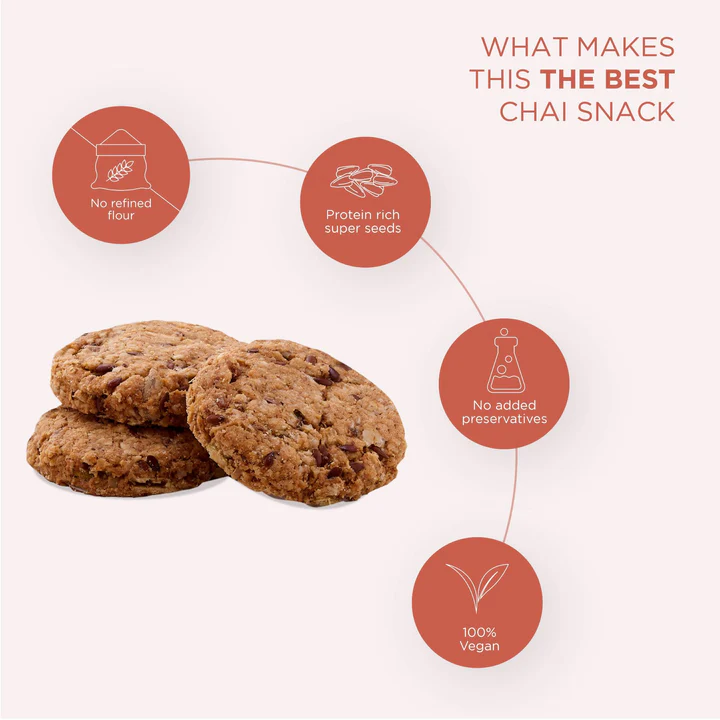 WHAT MAKES
THIS THE BEST
CHAI SNACK
No refined
flour
Protein rich
super seeds
No added
preservatives
100%
Vegan